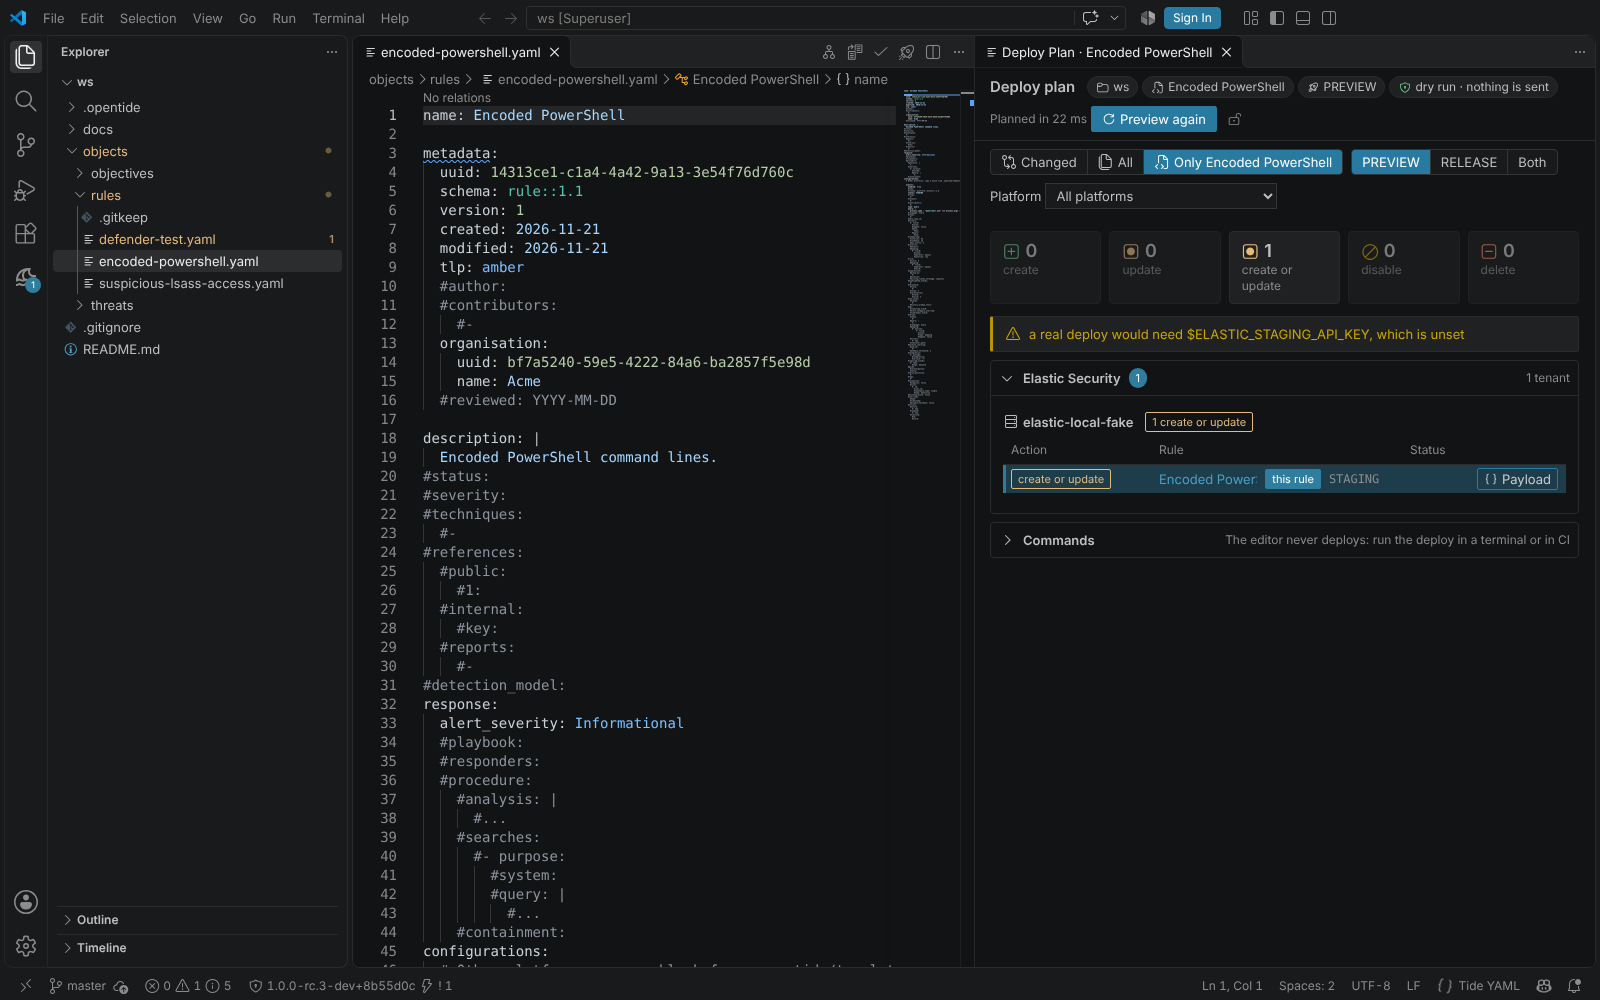 File Edit Selection View Go Run Terminal Help
ws [Superuser]
Sign In
Explorer
ws
.opentide
docs
objects
objectives
rules
.gitkeep
defender-test.yaml 1
encoded-powershell.yaml
suspicious-lsass-access.yaml
threats
.gitignore
README.md
Outline
Timeline
1
encoded-powershell.yaml
objects > rules > encoded-powershell.yaml > Encoded PowerShell > { } name
No relations
1 name: Encoded PowerShell
2
3 metadata:
4 uuid: 14313ce1-c1a4-4a42-9a13-3e54f76d760c
5 schema: rule::1.1
6 version: 1
7 created: 2026-11-21
8 modified: 2026-11-21
9 tlp: amber
10 #author:
11 #contributors:
12 #-
13 organisation:
14 uuid: bf7a5240-59e5-4222-84a6-ba2857f5e98d
15 name: Acme
16 #reviewed: YYYY-MM-DD
17
18 description: |
19 Encoded PowerShell command lines.
20 #status:
21 #severity:
22 #techniques:
23 #-
24 #references:
25 #public:
26 #1:
27 #internal:
28 #key:
29 #reports:
30 #-
31 #detection_model:
32 response:
33 alert_severity: Informational
34 #playbook:
35 #responders:
36 #procedure:
37 #analysis: |
38 #...
39 #searches:
40 #- purpose:
41 #system:
42 #query: |
43 #...
44 #containment:
45 configurations:
Deploy Plan · Encoded PowerShell
Deploy plan ws Encoded PowerShell PREVIEW dry run · nothing is sent
Planned in 22 ms Preview again
Changed All Only Encoded PowerShell PREVIEW RELEASE Both
Platform All platforms
0 create
0 update
1 create or update
0 disable
0 delete
a real deploy would need $ELASTIC_STAGING_API_KEY, which is unset
Elastic Security 1 1 tenant
elastic-local-fake 1 create or update
Action Rule Status
create or update Encoded Power this rule STAGING { } Payload
Commands The editor never deploys: run the deploy in a terminal or in CI
master 0 1 5 1.0.0-rc.3-dev+8b55d0c ! 1
Ln 1, Col 1 Spaces: 2 UTF-8 LF { } Tide YAML